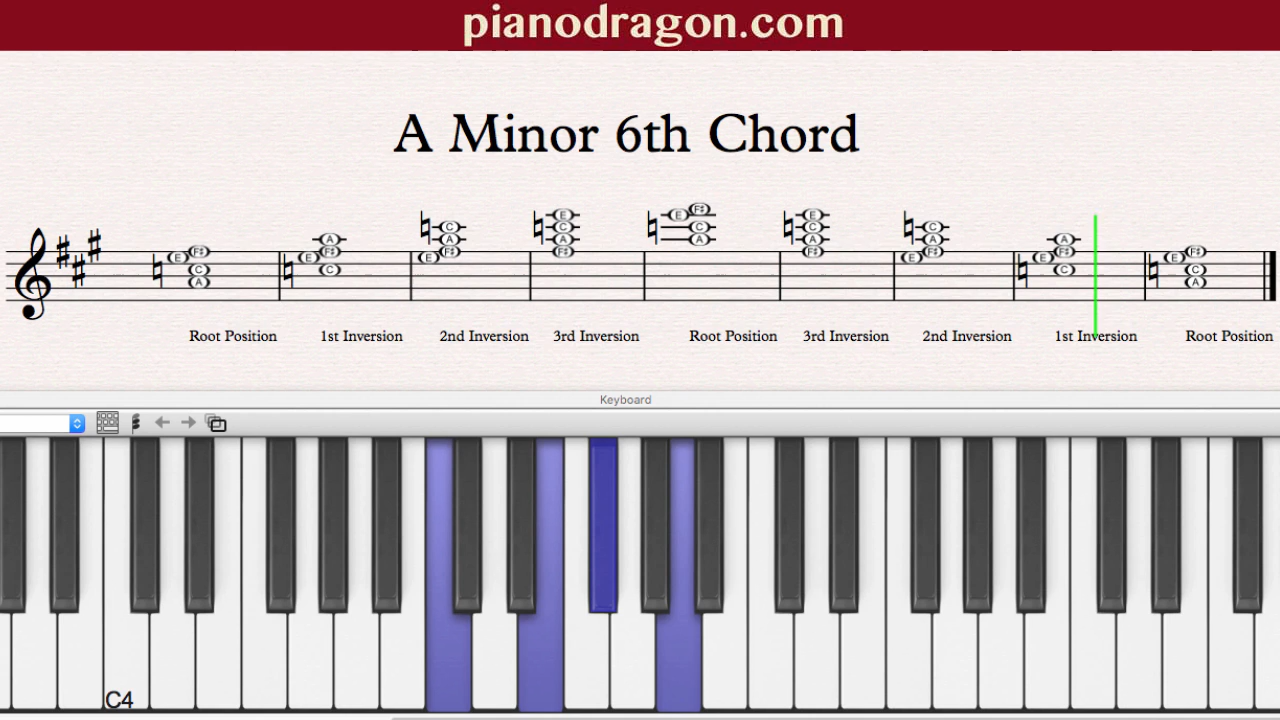 pianodragon.com
A Minor 6th Chord
E F# C A E A F# C C A E F# E C A F# E F# C A E C A F# C A E F# A E F# C F# E C A
Root Position 1st Inversion 2nd Inversion 3rd Inversion Root Position 3rd Inversion 2nd Inversion 1st Inversion Root Position
Keyboard
C4